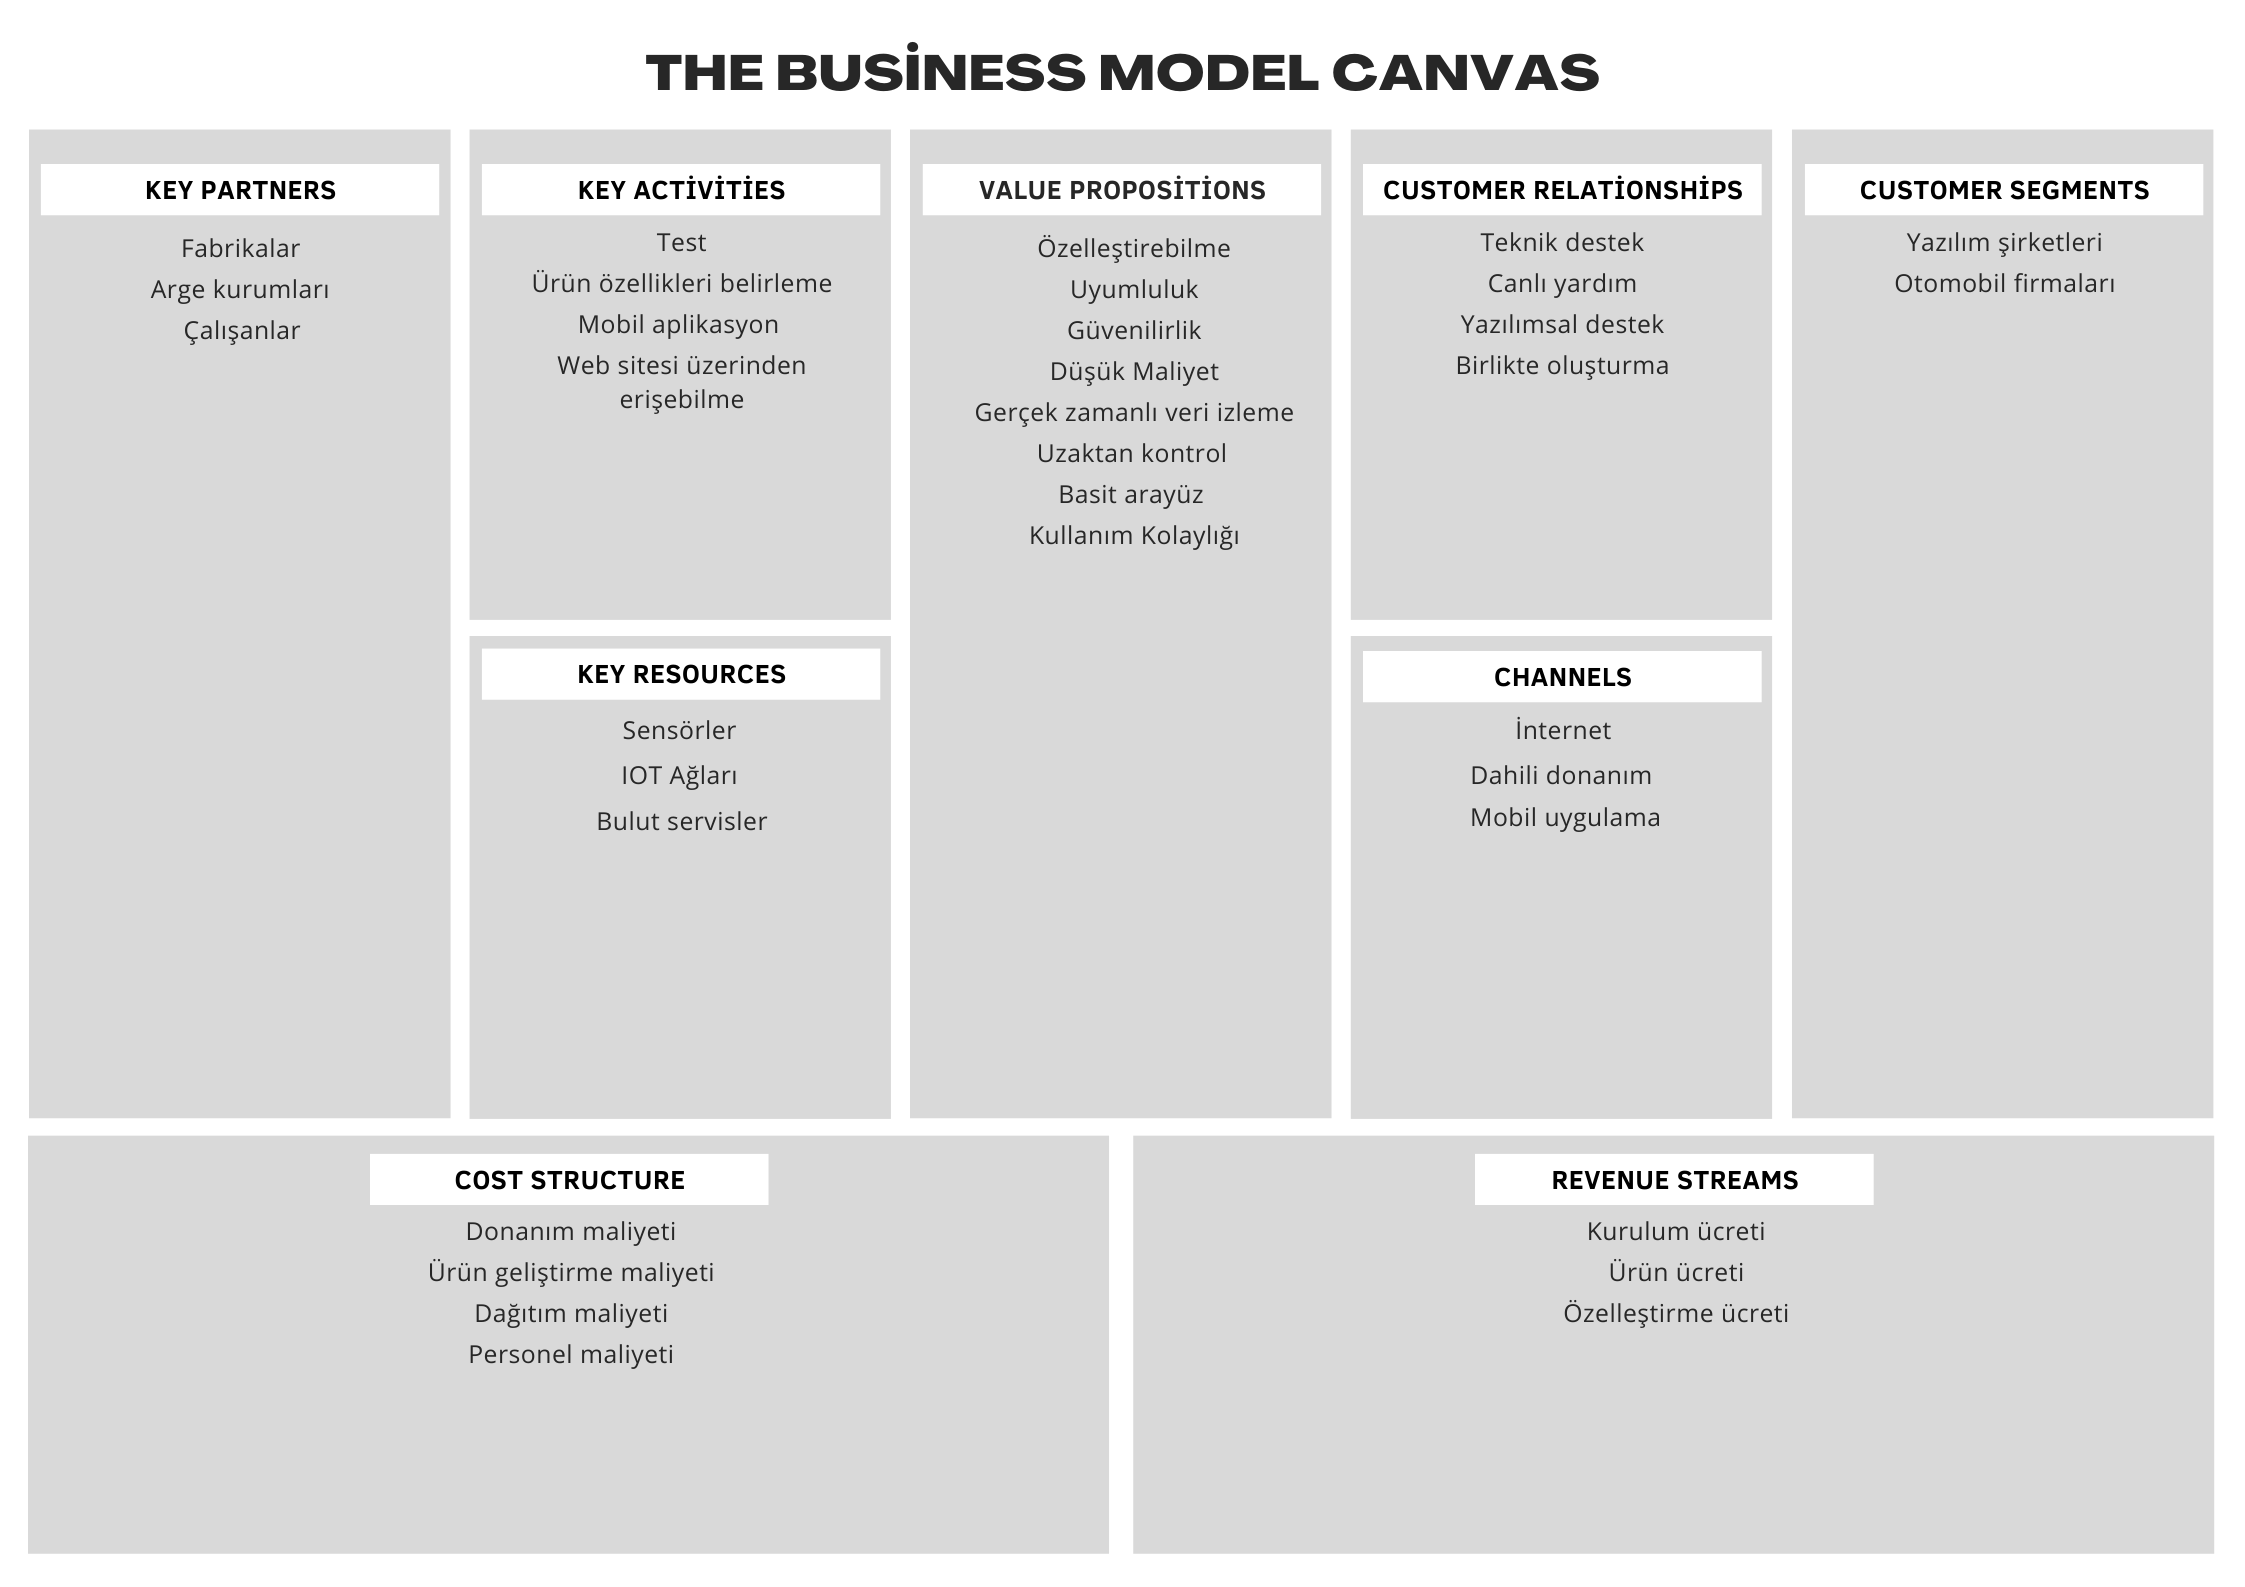 THE BUSİNESS MODEL CANVAS
KEY PARTNERS
Fabrikalar
Arge kurumları
Çalışanlar
KEY ACTİVİTİES
Test
Ürün özellikleri belirleme
Mobil aplikasyon
Web sitesi üzerinden
erişebilme
KEY RESOURCES
Sensörler
IOT Ağları
Bulut servisler
VALUE PROPOSİTİONS
Özelleştirebilme
Uyumluluk
Güvenilirlik
Düşük Maliyet
Gerçek zamanlı veri izleme
Uzaktan kontrol
Basit arayüz
Kullanım Kolaylığı
CUSTOMER RELATİONSHİPS
Teknik destek
Canlı yardım
Yazılımsal destek
Birlikte oluşturma
CHANNELS
İnternet
Dahili donanım
Mobil uygulama
CUSTOMER SEGMENTS
Yazılım şirketleri
Otomobil firmaları
COST STRUCTURE
Donanım maliyeti
Ürün geliştirme maliyeti
Dağıtım maliyeti
Personel maliyeti
REVENUE STREAMS
Kurulum ücreti
Ürün ücreti
Özelleştirme ücreti